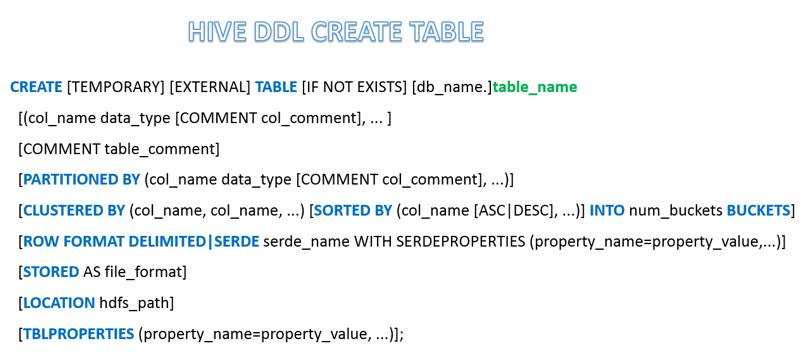 HIVE DDL CREATE TABLE
CREATE [TEMPORARY] [EXTERNAL] TABLE [IF NOT EXISTS] [db_name.]table_name
[(col_name data_type [COMMENT col_comment], ... ]
[COMMENT table_comment]
[PARTITIONED BY (col_name data_type [COMMENT col_comment], ...)]
[CLUSTERED BY (col_name, col_name, ...) [SORTED BY (col_name [ASC|DESC], ...)] INTO num_buckets BUCKETS]
[ROW FORMAT DELIMITED|SERDE serde_name WITH SERDEPROPERTIES (property_name=property_value,...)]
[STORED AS file_format]
[LOCATION hdfs_path]
[TBLPROPERTIES (property_name=property_value, ...)];